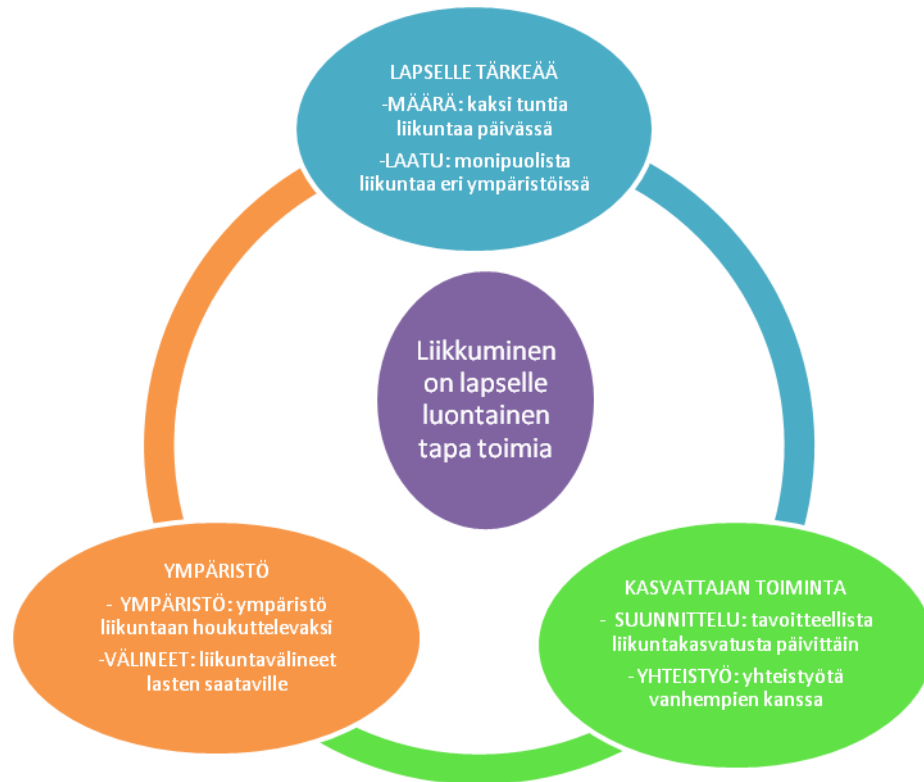 LAPSELLE TÄRKEÄÄ
-MÄÄRÄ: kaksi tuntia
liikuntaa päivässä
-LAATU: monipuolista
liikuntaa eri ympäristöissä
Liikkuminen
on lapselle
luontainen
tapa toimia
YMPÄRISTÖ
- YMPÄRISTÖ: ympäristö
liikuntaan houkuttelevaksi
-VÄLINEET: liikuntavälineet
lasten saataville
KASVATTAJAN TOIMINTA
- SUUNNITTELU: tavoitteellista
liikuntakasvatusta päivittäin
- YHTEISTYÖ: yhteistyötä
vanhempien kanssa